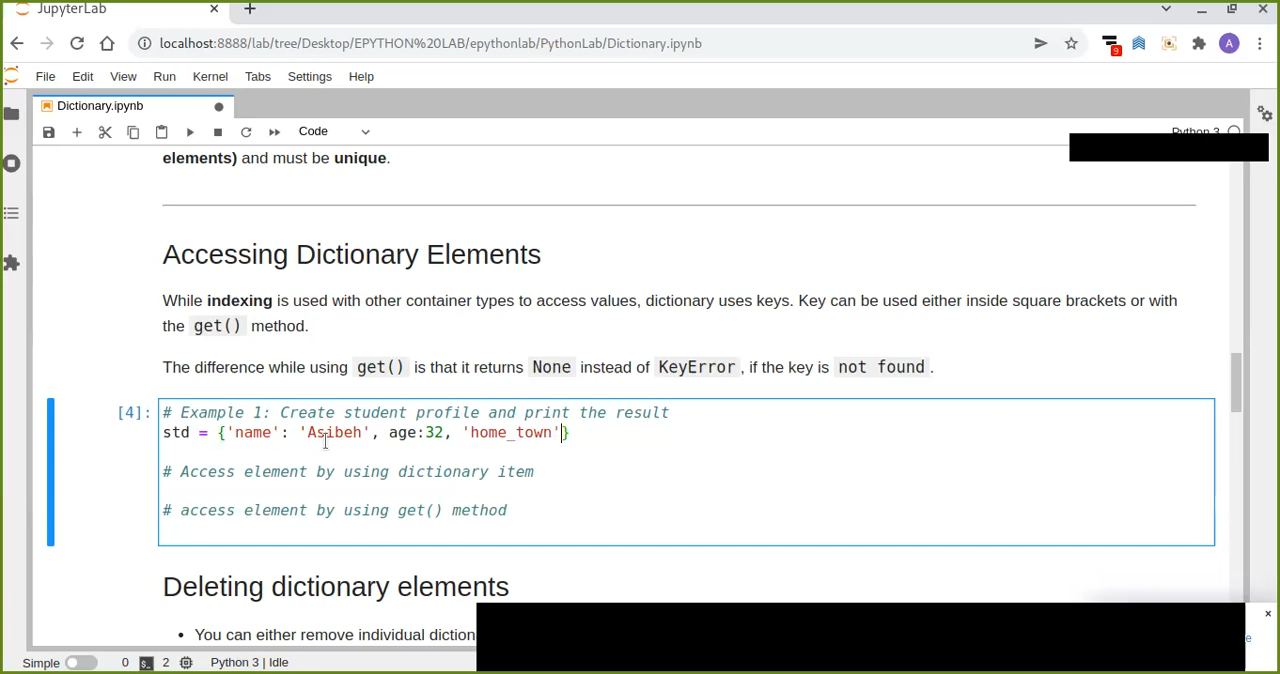 JupyterLab
localhost:8888/lab/tree/Desktop/EPYTHON%20LAB/epythonlab/PythonLab/Dictionary.ipynb
9
A
File Edit View Run Kernel Tabs Settings Help
Dictionary.ipynb
Code
Python 3
elements) and must be unique.
Accessing Dictionary Elements
While indexing is used with other container types to access values, dictionary uses keys. Key can be used either inside square brackets or with
the get() method.
The difference while using get() is that it returns None instead of KeyError, if the key is not found.
[4]: # Example 1: Create student profile and print the result
std = {'name': 'Asibeh', age:32, 'home_town'}
# Access element by using dictionary item
# access element by using get() method
Deleting dictionary elements
• You can either remove individual diction
Simple 0 2 Python 3 | Idle